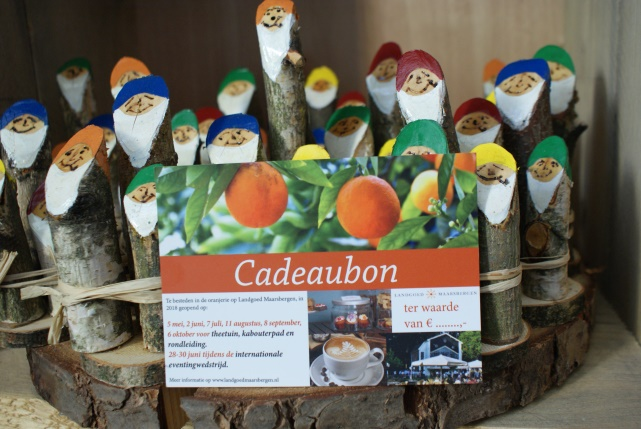 Cadeaubon
Te besteden in de oranjerie op Landgoed Maarsbergen, in
2018 geopend op:
5 mei, 2 juni, 7 juli, 11 augustus, 8 september,
6 oktober voor theetuin, kabouterpad en
rondleiding.
28-30 juni tijdens de internationale
eventingwedstrijd.
Meer informatie op www.landgoedmaarsbergen.nl
LANDGOED MAARSBERGEN
ter waarde
van € ..........,-